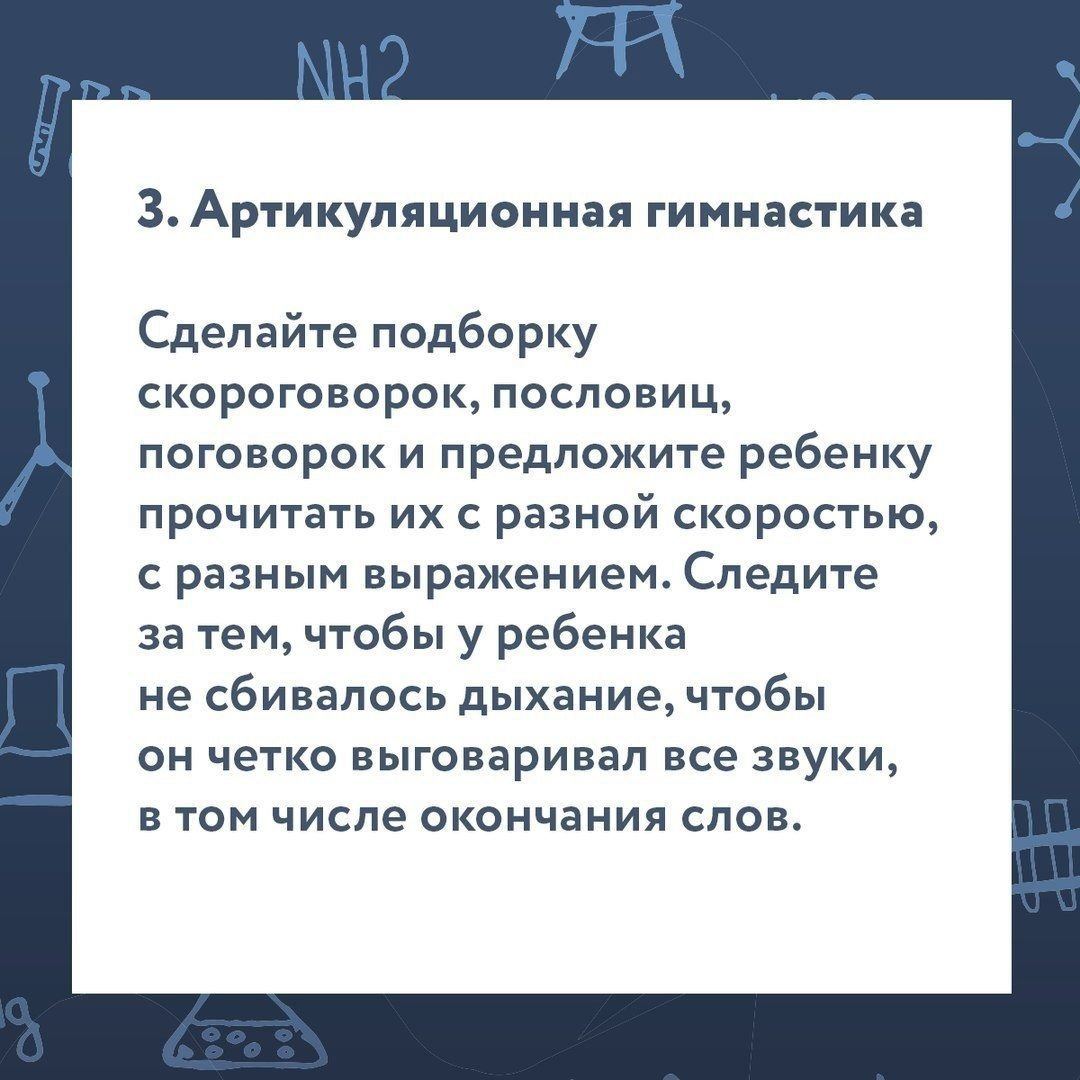 NH2
3. Артикуляционная гимнастика
Сделайте подборку
скороговорок, пословиц,
поговорок и предложите ребенку
прочитать их с разной скоростью,
с разным выражением. Следите
за тем, чтобы у ребенка
не сбивалось дыхание, чтобы
он четко выговаривал все звуки,
в том числе окончания слов.